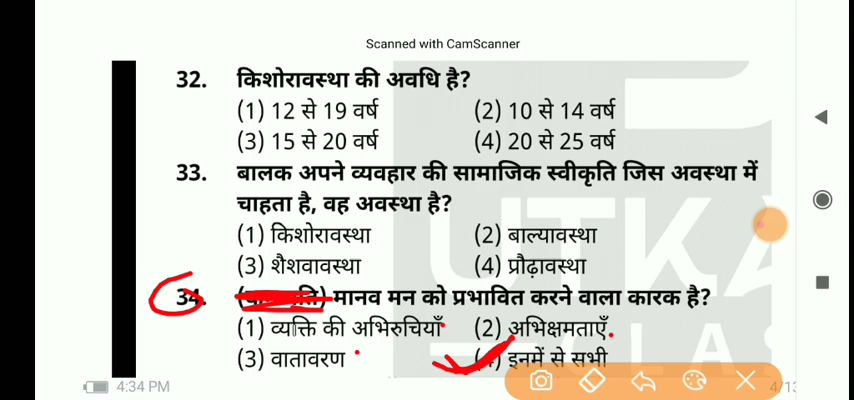 Scanned with CamScanner
32. किशोरावस्था की अवधि है?
(1) 12 से 19 वर्ष (2) 10 से 14 वर्ष
(3) 15 से 20 वर्ष (4) 20 से 25 वर्ष
33. बालक अपने व्यवहार की सामाजिक स्वीकृति जिस अवस्था में
चाहता है, वह अवस्था है?
(1) किशोरावस्था (2) बाल्यावस्था
(3) शैशवावस्था (4) प्रौढ़ावस्था
34. मानव मन को प्रभावित करने वाला कारक है?
(1) व्यक्ति की अभिरुचियाँ (2) अभिक्षमताएँ
(3) वातावरण (4) इनमें से सभी
4:34 PM 4/13